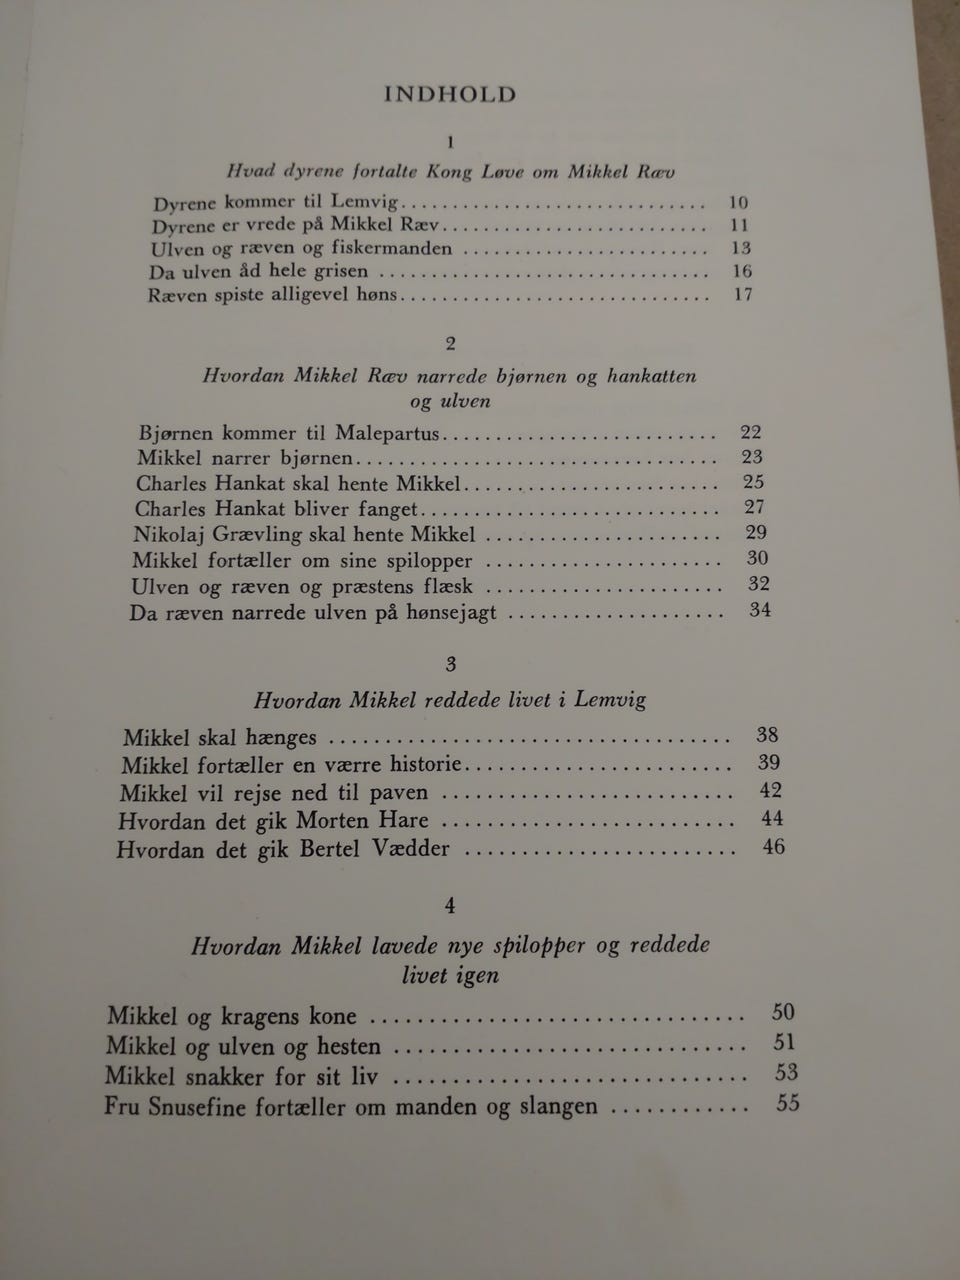 INDHOLD
1
Hvad dyrene fortalte Kong Løve om Mikkel Ræv
Dyrene kommer til Lemvig.............................. 10
Dyrene er vrede på Mikkel Ræv.......................... 11
Ulven og ræven og fiskermanden ........................ 13
Da ulven åd hele grisen ................................ 16
Ræven spiste alligevel høns.............................. 17
2
Hvordan Mikkel Ræv narrede bjørnen og hankatten
og ulven
Bjørnen kommer til Malepartus.......................... 22
Mikkel narrer bjørnen.................................. 23
Charles Hankat skal hente Mikkel........................ 25
Charles Hankat bliver fanget............................ 27
Nikolaj Grævling skal hente Mikkel ...................... 29
Mikkel fortæller om sine spilopper ...................... 30
Ulven og ræven og præstens flæsk ...................... 32
Da ræven narrede ulven på hønsejagt .................... 34
3
Hvordan Mikkel reddede livet i Lemvig
Mikkel skal hænges .................................... 38
Mikkel fortæller en værre historie........................ 39
Mikkel vil rejse ned til paven .......................... 42
Hvordan det gik Morten Hare .......................... 44
Hvordan det gik Bertel Vædder ........................ 46
4
Hvordan Mikkel lavede nye spilopper og reddede
livet igen
Mikkel og kragens kone ................................ 50
Mikkel og ulven og hesten .............................. 51
Mikkel snakker for sit liv .............................. 53
Fru Snusefine fortæller om manden og slangen ............ 55